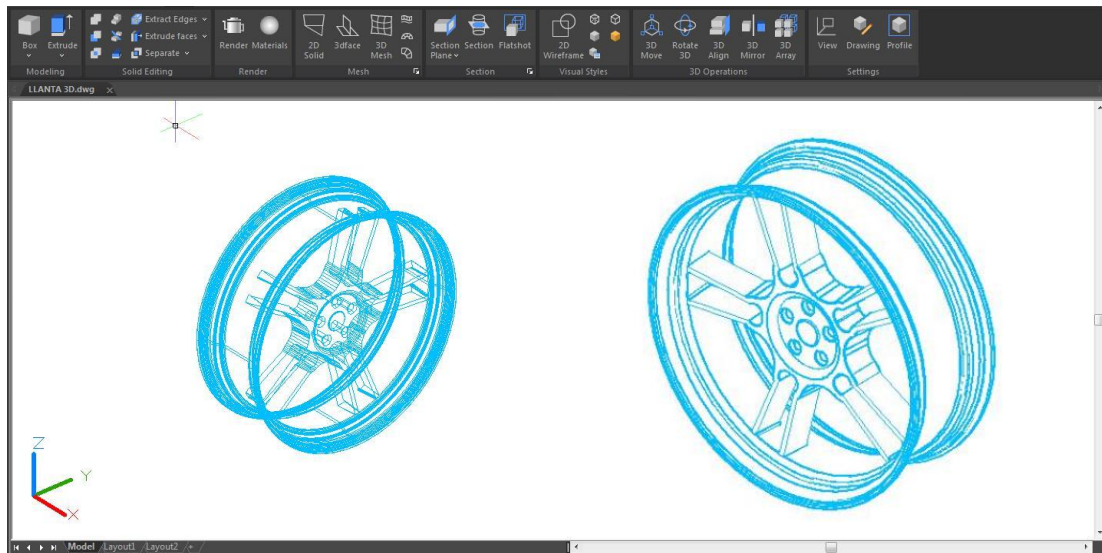 Box
Extrude
Modeling
Extract Edges
Extrude faces
Separate
Solid Editing
Render
Materials
Render
2D
Solid
3dface
3D
Mesh
Mesh
Section
Plane
Section
Flatshot
Section
2D
Wireframe
Visual Styles
3D
Move
Rotate
3D
3D
Align
3D
Mirror
3D
Array
3D Operations
View
Drawing
Profile
Settings
LLANTA 3D.dwg
Z
Y
X
Model
Layout1
Layout2